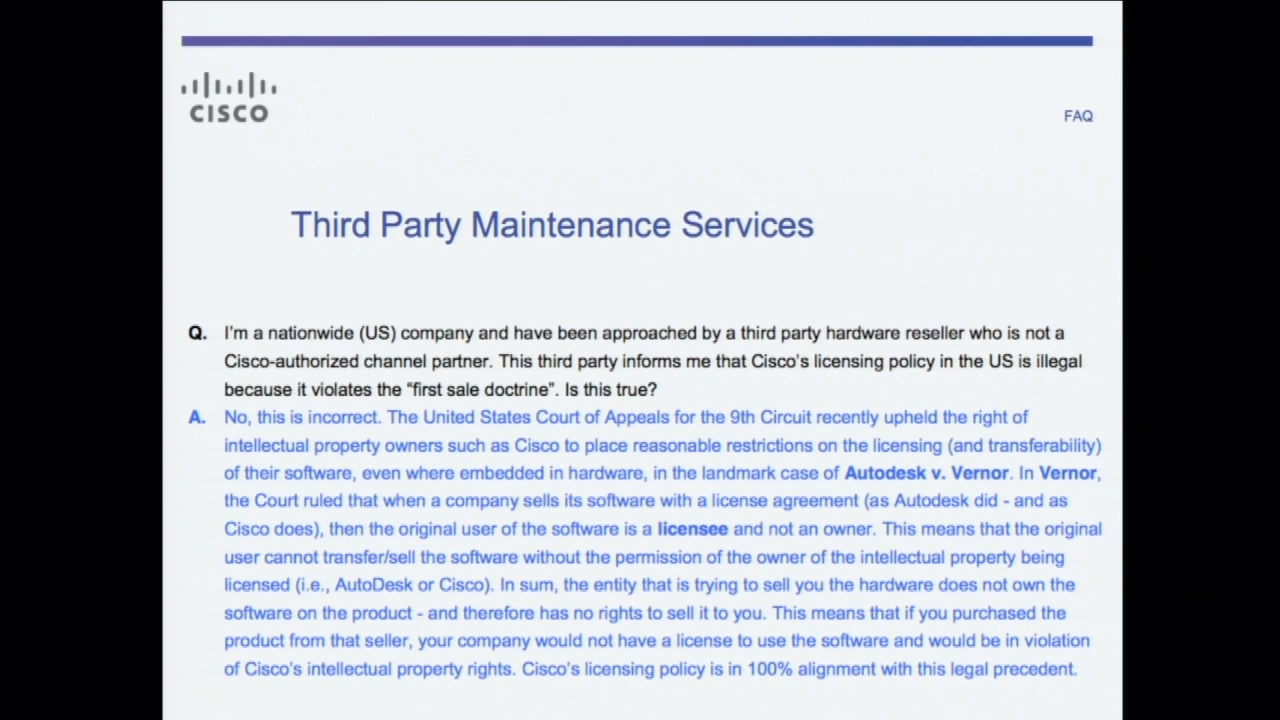 CISCO
FAQ
Third Party Maintenance Services
Q. I'm a nationwide (US) company and have been approached by a third party hardware reseller who is not a
Cisco-authorized channel partner. This third party informs me that Cisco's licensing policy in the US is illegal
because it violates the “first sale doctrine”. Is this true?
A. No, this is incorrect. The United States Court of Appeals for the 9th Circuit recently upheld the right of
intellectual property owners such as Cisco to place reasonable restrictions on the licensing (and transferability)
of their software, even where embedded in hardware, in the landmark case of Autodesk v. Vernor. In Vernor,
the Court ruled that when a company sells its software with a license agreement (as Autodesk did - and as
Cisco does), then the original user of the software is a licensee and not an owner. This means that the original
user cannot transfer/sell the software without the permission of the owner of the intellectual property being
licensed (i.e., AutoDesk or Cisco). In sum, the entity that is trying to sell you the hardware does not own the
software on the product - and therefore has no rights to sell it to you. This means that if you purchased the
product from that seller, your company would not have a license to use the software and would be in violation
of Cisco's intellectual property rights. Cisco's licensing policy is in 100% alignment with this legal precedent.